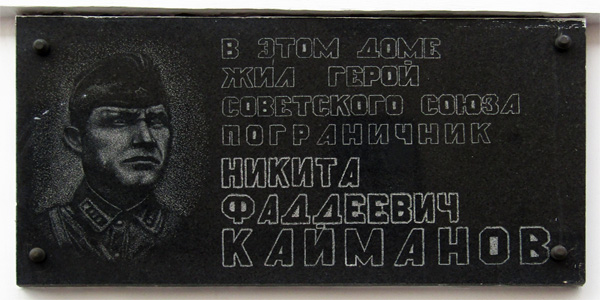 В ЭТОМ ДОМЕ
ЖИЛ ГЕРОЙ
СОВЕТСКОГО СОЮЗА
ПОГРАНИЧНИК
НИКИТА
ФАДДЕЕВИЧ
КАЙМАНОВ